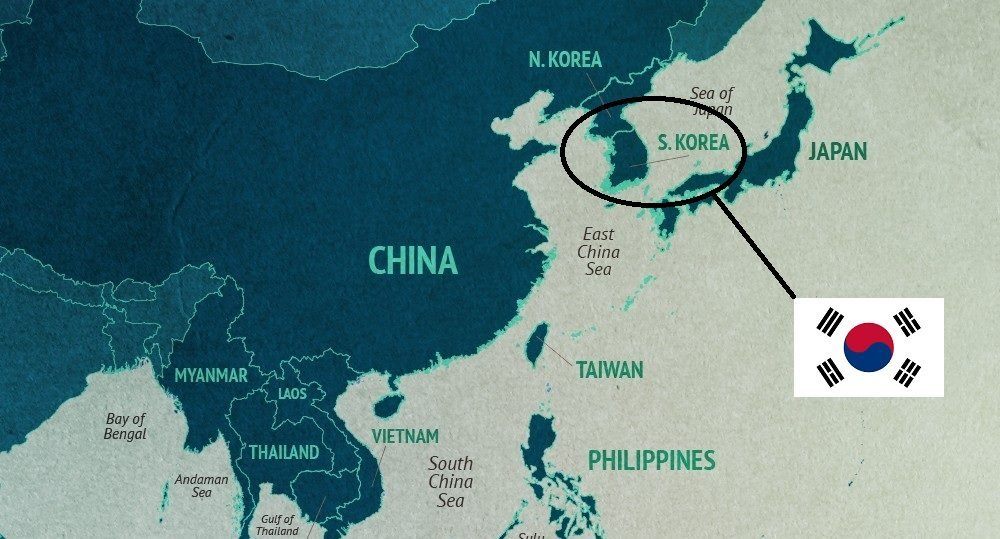 N. KOREA
Sea of
Japan
S. KOREA
JAPAN
CHINA
East
China
Sea
TAIWAN
MYANMAR
LAOS
Bay of
Bengal
THAILAND
VIETNAM
Andaman
Sea
South
China
Sea
PHILIPPINES
Gulf of
Thailand
Sulu